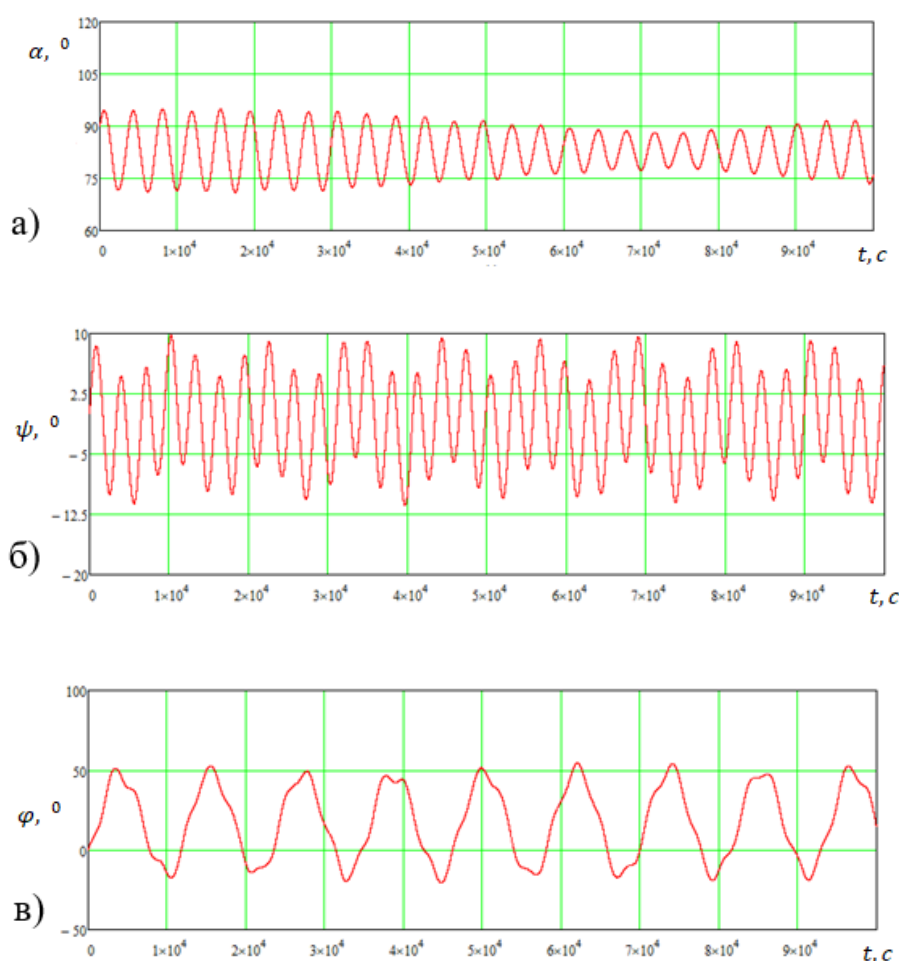 120
α, ⁰
105
90
75
60
а)
0 1×10⁴ 2×10⁴ 3×10⁴ 4×10⁴ 5×10⁴ 6×10⁴ 7×10⁴ 8×10⁴ 9×10⁴
t, c
10
2.5
ψ, ⁰
−5
−12.5
б)
−20
0 1×10⁴ 2×10⁴ 3×10⁴ 4×10⁴ 5×10⁴ 6×10⁴ 7×10⁴ 8×10⁴ 9×10⁴
t, c
100
50
φ, ⁰
0
в)
−50
0 1×10⁴ 2×10⁴ 3×10⁴ 4×10⁴ 5×10⁴ 6×10⁴ 7×10⁴ 8×10⁴ 9×10⁴
t, c